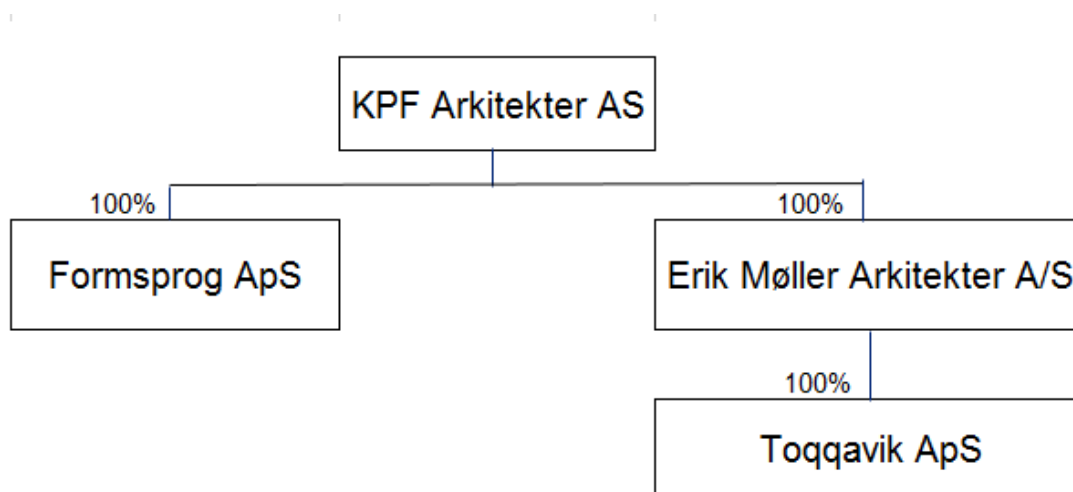 KPF Arkitekter AS
100%
100%
Formsprog ApS
Erik Møller Arkitekter A/S
100%
Toqqavik ApS